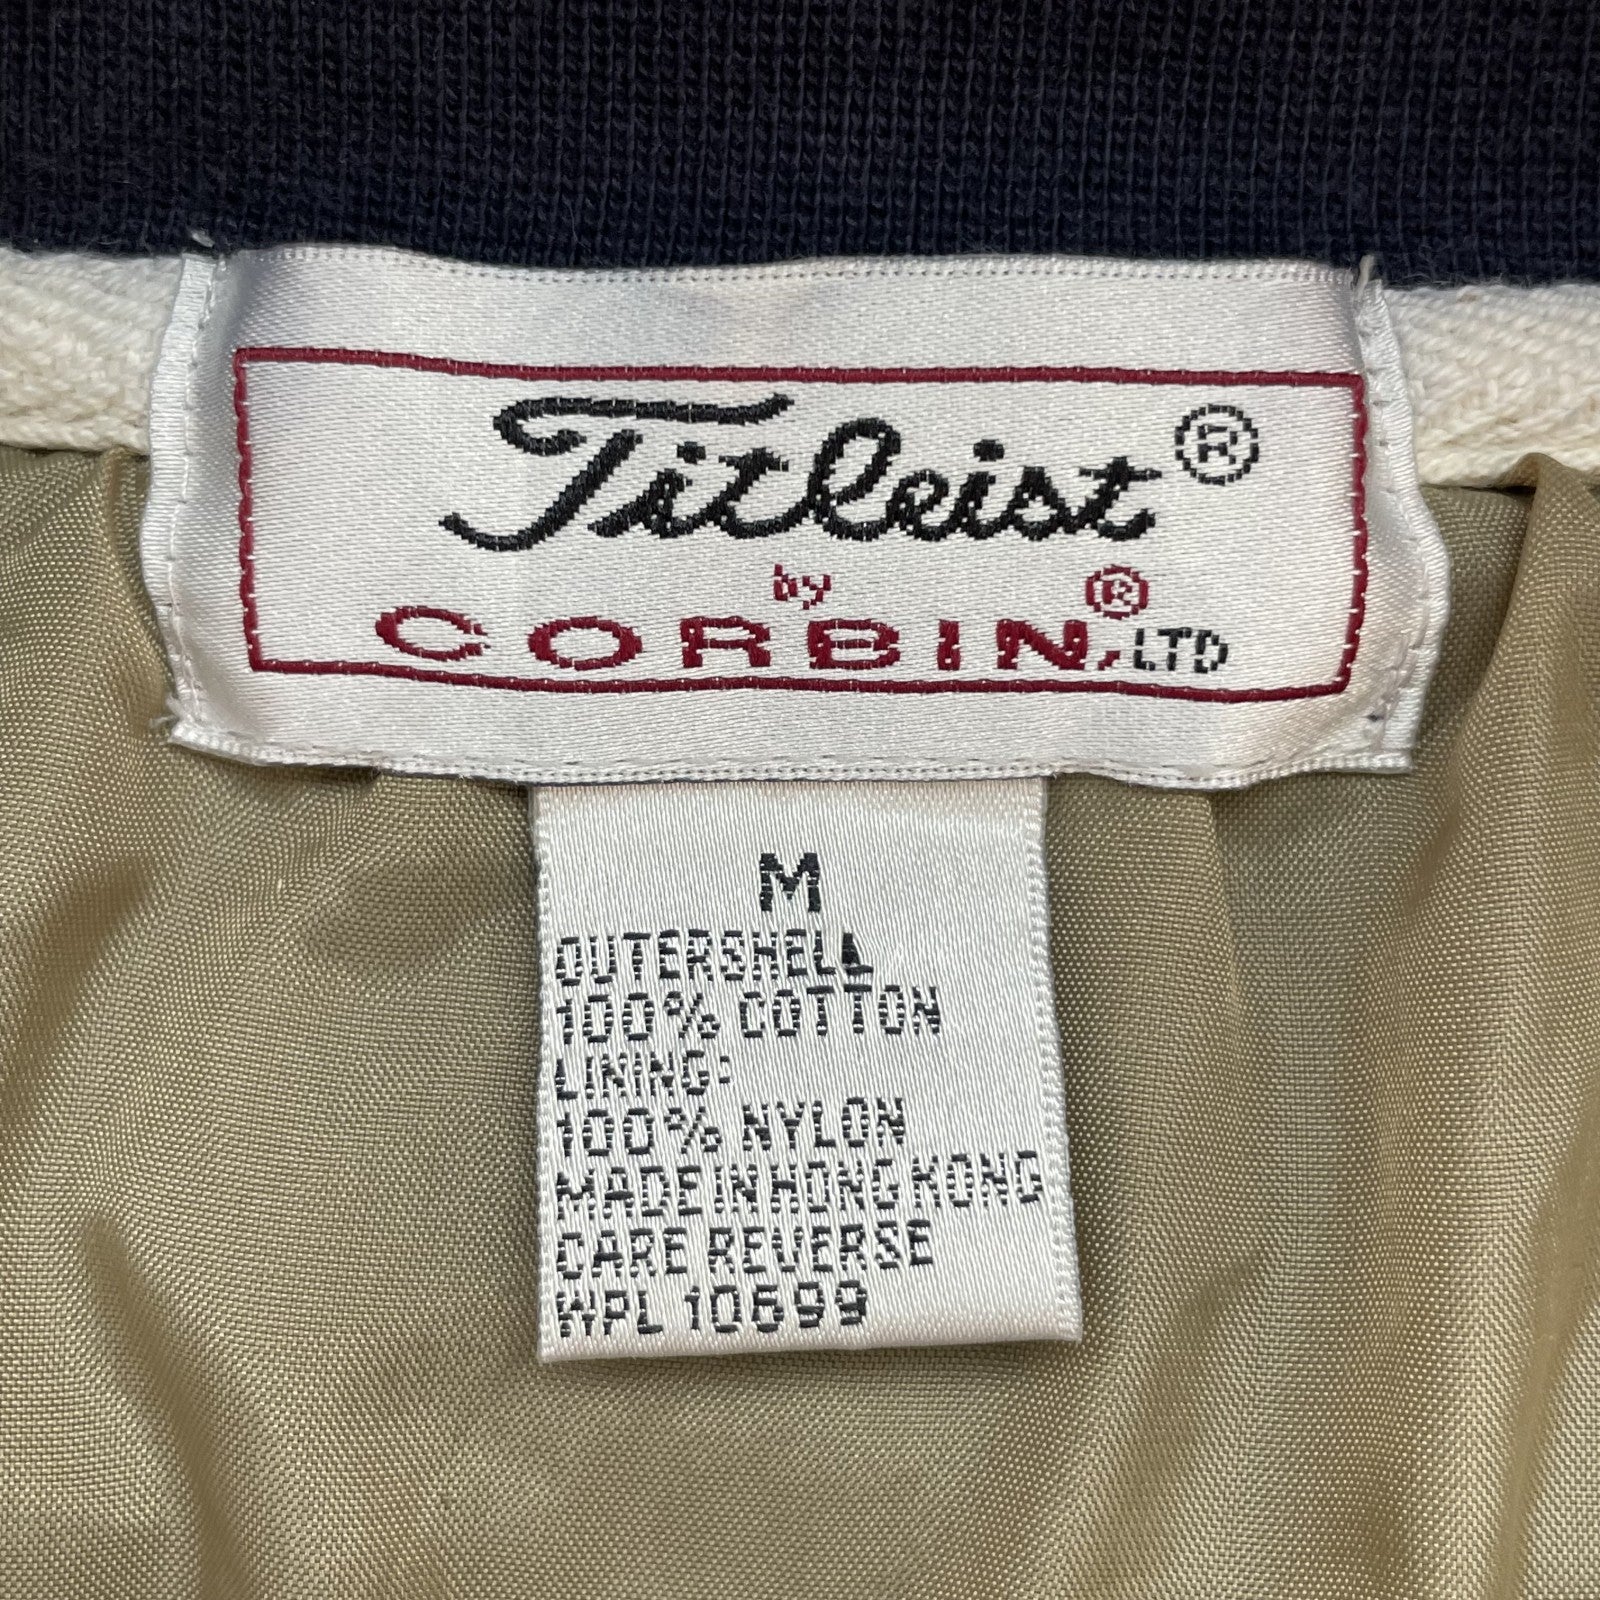 Titleist®
by
CORBIN,® LTD
M
OUTERSHELL
100% COTTON
LINING:
100% NYLON
MADE IN HONG KONG
CARE REVERSE
WPL 10699